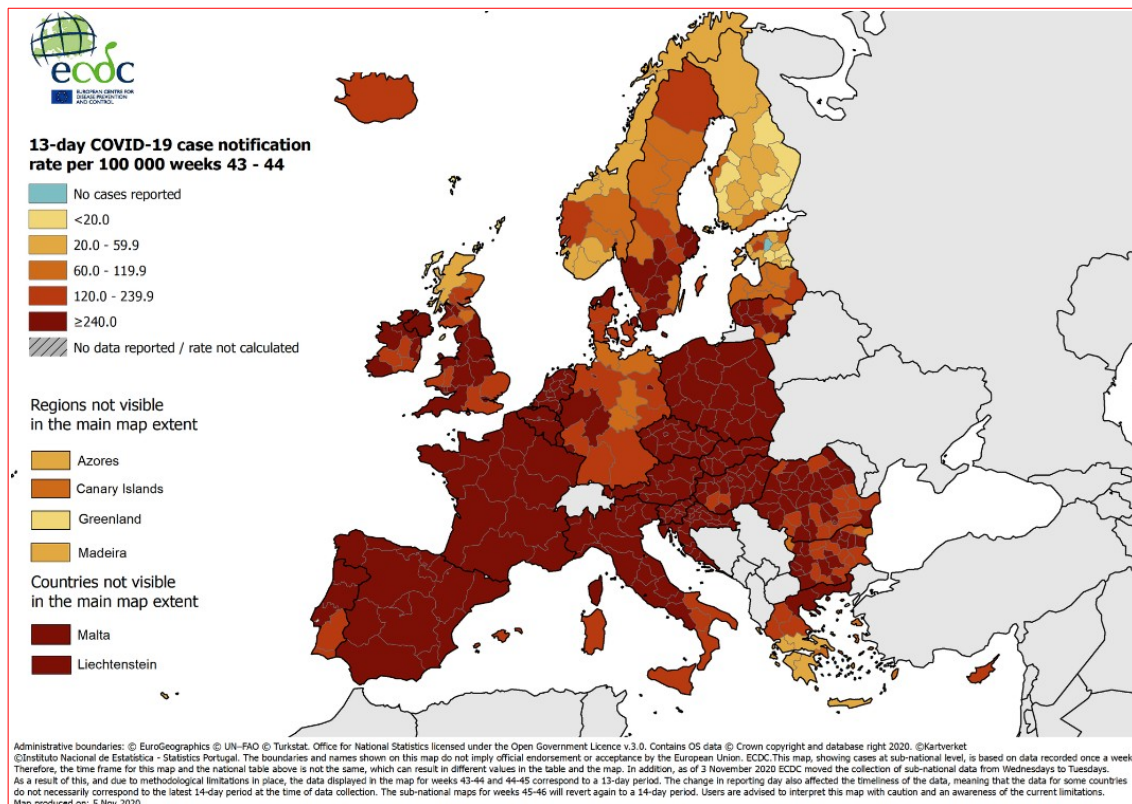 ecdc
EUROPEAN CENTRE FOR
DISEASE PREVENTION
AND CONTROL
13-day COVID-19 case notification
rate per 100 000 weeks 43 - 44
No cases reported
<20.0
20.0 - 59.9
60.0 - 119.9
120.0 - 239.9
≥240.0
No data reported / rate not calculated
Regions not visible
in the main map extent
Azores
Canary Islands
Greenland
Madeira
Countries not visible
in the main map extent
Malta
Liechtenstein
Administrative boundaries: © EuroGeographics © UN–FAO © Turkstat. Office for National Statistics licensed under the Open Government Licence v.3.0. Contains OS data © Crown copyright and database right 2020. ©Kartverket
©Instituto Nacional de Estatística - Statistics Portugal. The boundaries and names shown on this map do not imply official endorsement or acceptance by the European Union. ECDC.This map, showing cases at sub-national level, is based on data recorded once a week.
Therefore, the time frame for this map and the national table above is not the same, which can result in different values in the table and the map. In addition, as of 3 November 2020 ECDC moved the collection of sub-national data from Wednesdays to Tuesdays.
As a result of this, and due to methodological limitations in place, the data displayed in the map for weeks 43-44 and 44-45 correspond to a 13-day period. The change in reporting day also affected the timeliness of the data, meaning that the data for some countries
do not necessarily correspond to the latest 14-day period at the time of data collection. The sub-national maps for weeks 45-46 will revert again to a 14-day period. Users are advised to interpret this map with caution and an awareness of the current limitations.
Map produced on: 5 Nov 2020